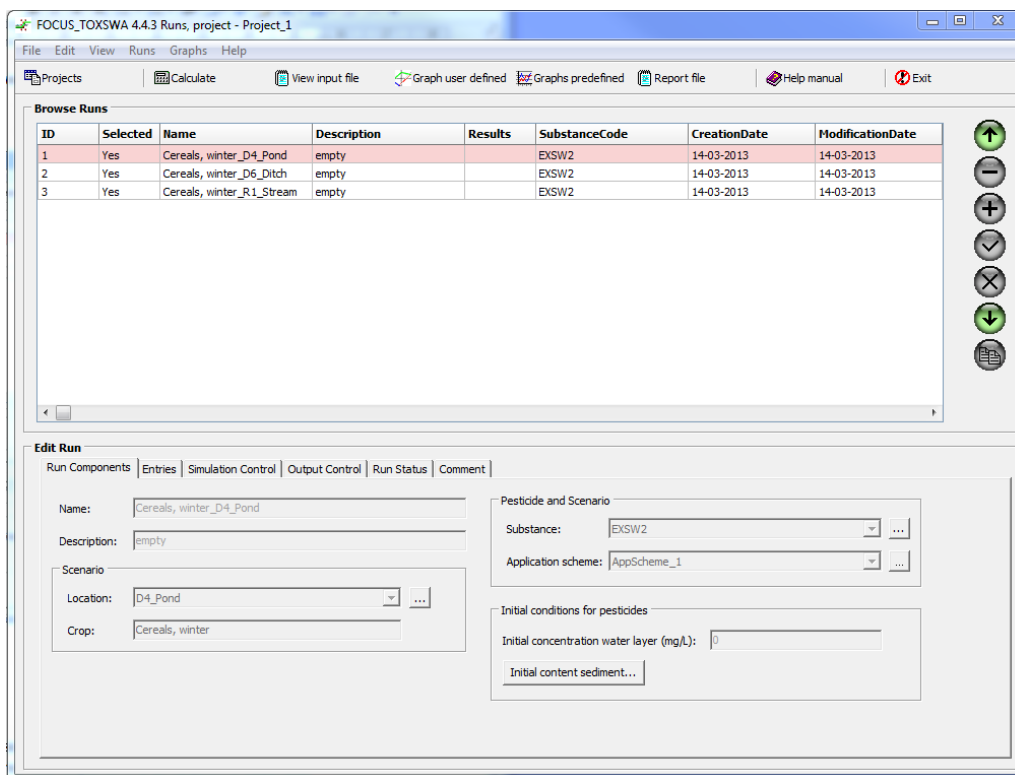 FOCUS_TOXSWA 4.4.3 Runs, project - Project_1
File Edit View Runs Graphs Help
Projects Calculate View input file Graph user defined Graphs predefined Report file Help manual Exit
Browse Runs
ID Selected Name Description Results SubstanceCode CreationDate ModificationDate
1 Yes Cereals, winter_D4_Pond empty EXSW2 14-03-2013 14-03-2013
2 Yes Cereals, winter_D6_Ditch empty EXSW2 14-03-2013 14-03-2013
3 Yes Cereals, winter_R1_Stream empty EXSW2 14-03-2013 14-03-2013
Edit Run
Run Components Entries Simulation Control Output Control Run Status Comment
Name: Cereals, winter_D4_Pond
Description: empty
Scenario
Location: D4_Pond ...
Crop: Cereals, winter
Pesticide and Scenario
Substance: EXSW2 ...
Application scheme: AppScheme_1 ...
Initial conditions for pesticides
Initial concentration water layer (mg/L): 0
Initial content sediment...